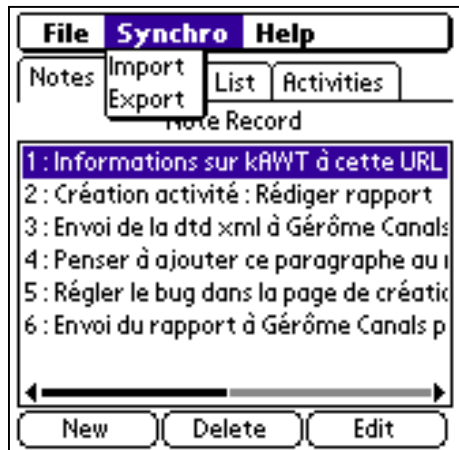 File Synchro Help
Import
Export
Notes List Activities
Note Record
1 : Informations sur kAWT à cette URL
2 : Création activité : Rédiger rapport
3 : Envoi de la dtd xml à Gérôme Canals
4 : Penser à ajouter ce paragraphe au
5 : Régler le bug dans la page de créatic
6 : Envoi du rapport à Gérôme Canals p
New Delete Edit